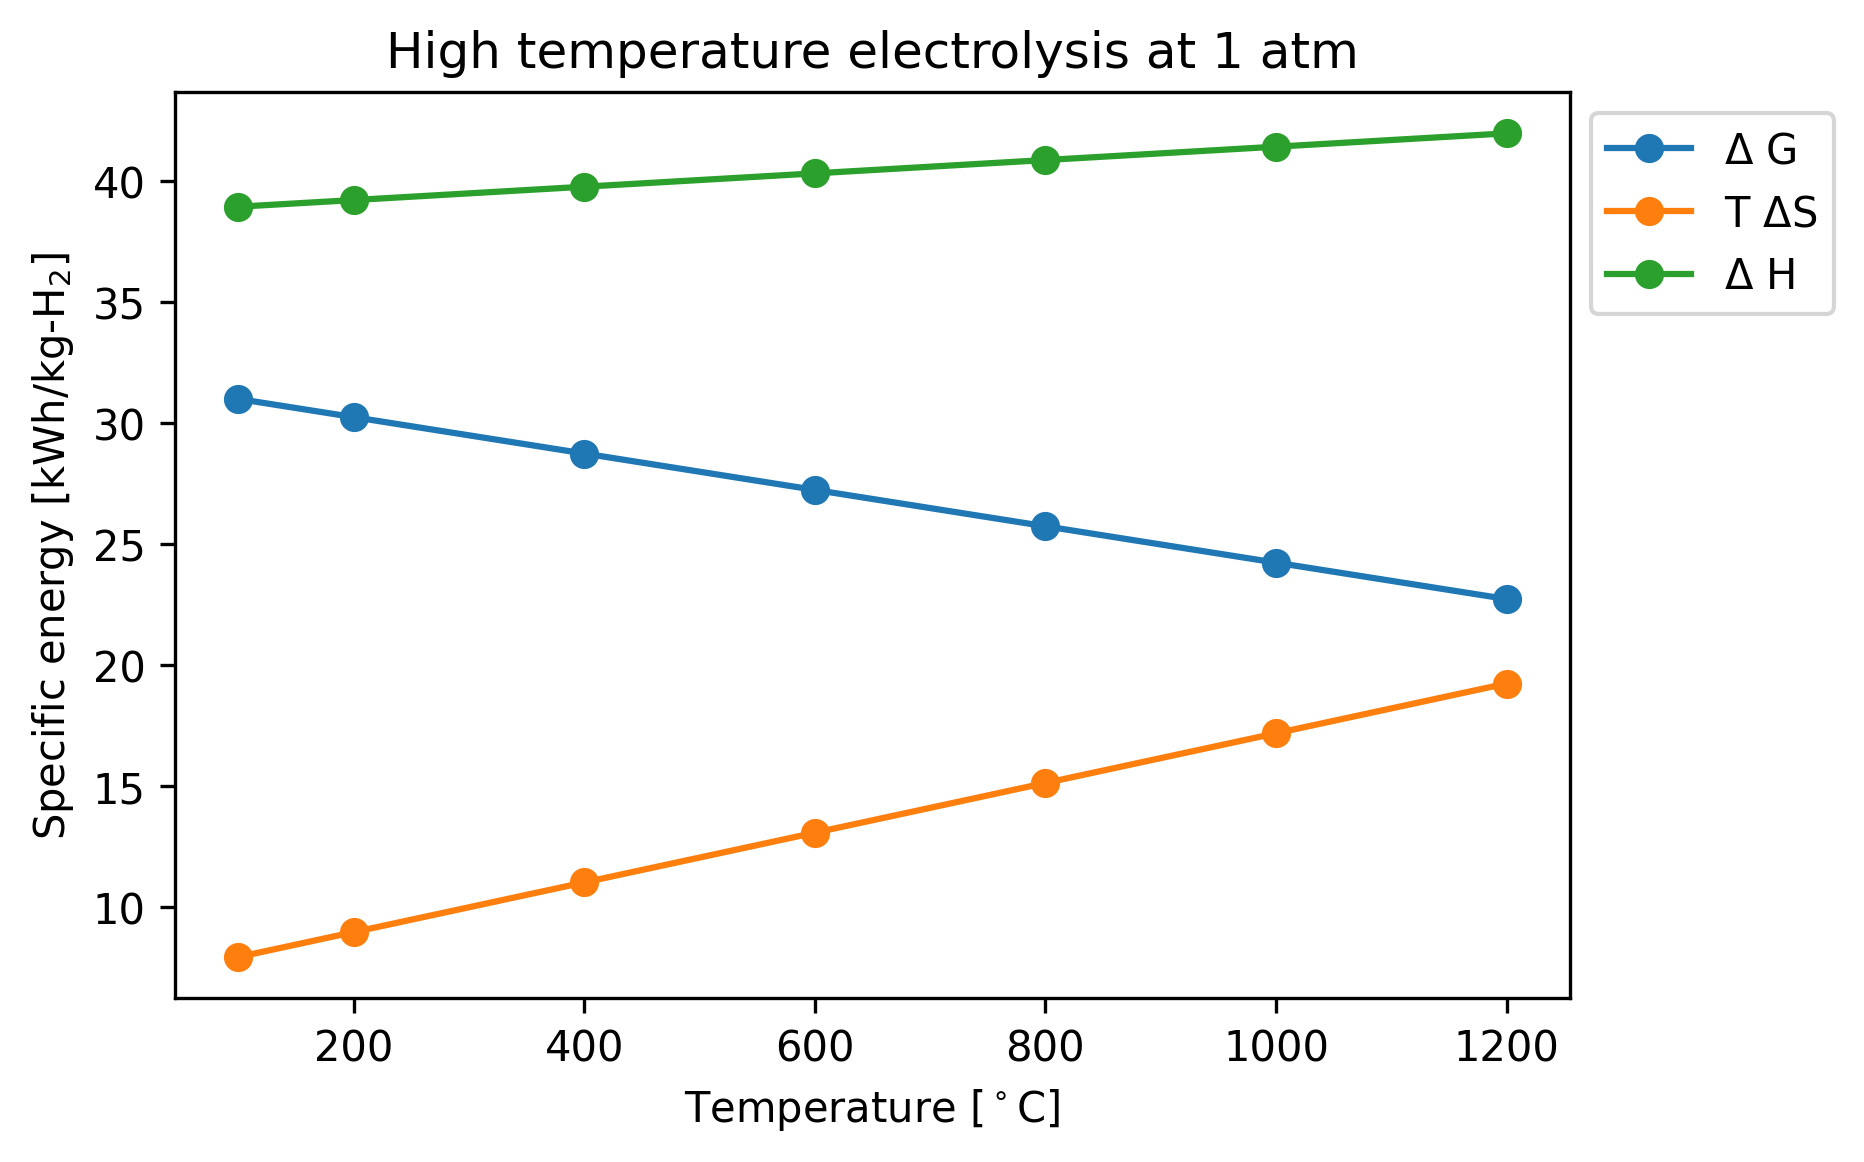 High temperature electrolysis at 1 atm
Δ G
T ΔS
Δ H
Specific energy [kWh/kg-H₂]
40
35
30
25
20
15
10
200 400 600 800 1000 1200
Temperature [°C]